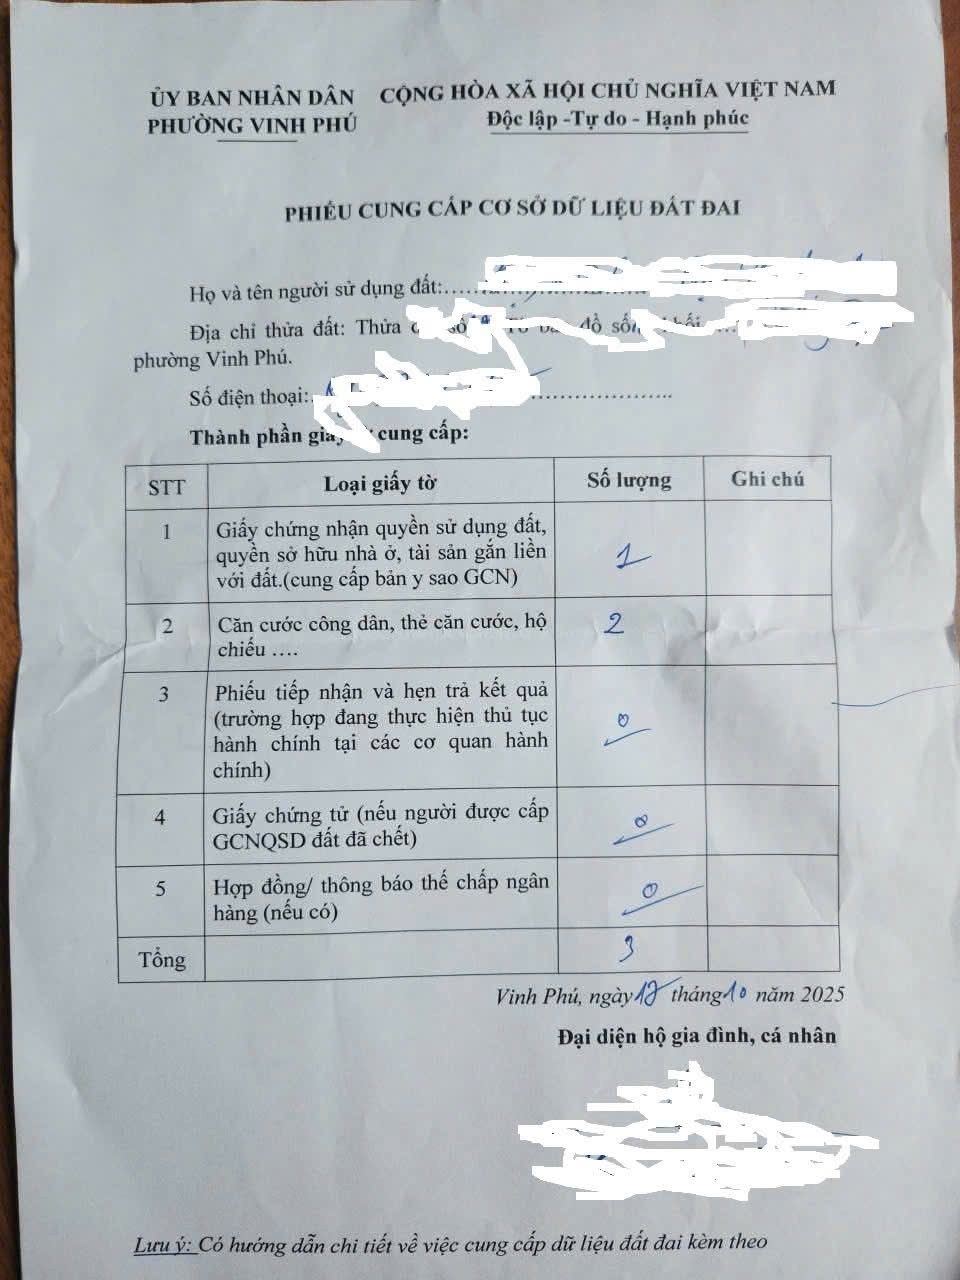 ỦY BAN NHÂN DÂN
PHƯỜNG VINH PHÚ
CỘNG HÒA XÃ HỘI CHỦ NGHĨA VIỆT NAM
Độc lập -Tự do - Hạnh phúc
PHIẾU CUNG CẤP CƠ SỞ DỮ LIỆU ĐẤT ĐAI
Họ và tên người sử dụng đất:……
Địa chỉ thửa đất: Thửa số đồ số
phường Vinh Phú.
Số điện thoại:
Thành phần cung cấp:
STT Loại giấy tờ Số lượng Ghi chú
1 Giấy chứng nhận quyền sử dụng đất,
quyền sở hữu nhà ở, tài sản gắn liền
với đất.(cung cấp bản y sao GCN) 1
2 Căn cước công dân, thẻ căn cước, hộ
chiếu …. 2
3 Phiếu tiếp nhận và hẹn trả kết quả
(trường hợp đang thực hiện thủ tục
hành chính tại các cơ quan hành
chính) 0
4 Giấy chứng tử (nếu người được cấp
GCNQSD đất đã chết) 0
5 Hợp đồng/ thông báo thế chấp ngân
hàng (nếu có) 0
Tổng 3
Vinh Phú, ngày 17 tháng 10 năm 2025
Đại diện hộ gia đình, cá nhân
Lưu ý: Có hướng dẫn chi tiết về việc cung cấp dữ liệu đất đai kèm theo